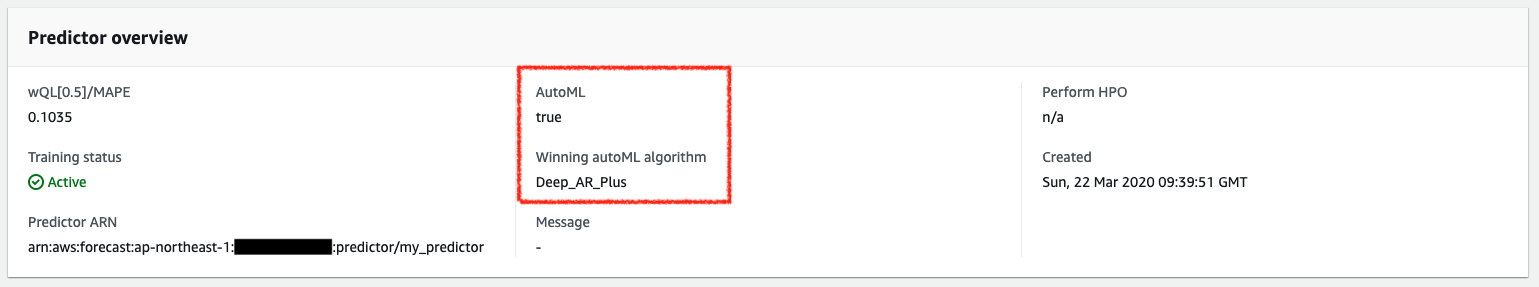 Predictor overview
wQL[0.5]/MAPE
0.1035
Training status
Active
Predictor ARN
arn:aws:forecast:ap-northeast-1: :predictor/my_predictor
AutoML
true
Winning autoML algorithm
Deep_AR_Plus
Message
-
Perform HPO
n/a
Created
Sun, 22 Mar 2020 09:39:51 GMT